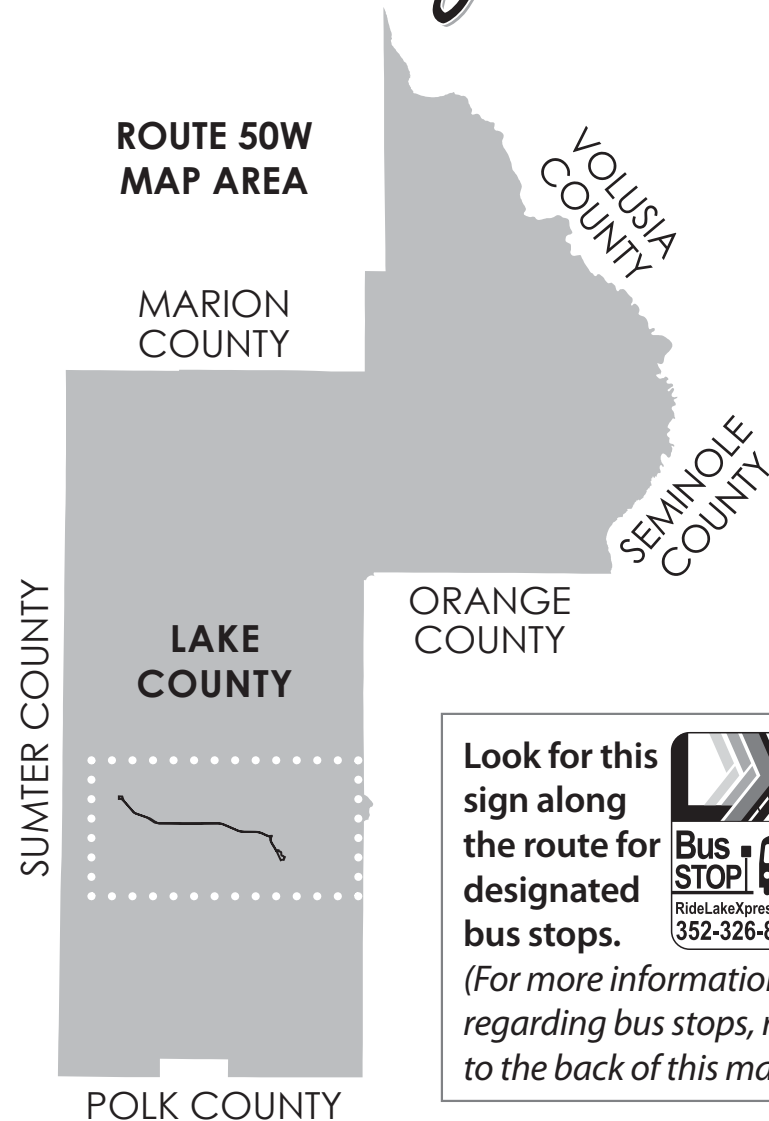 ROUTE 50W
MAP AREA
VOLUSIA
COUNTY
MARION
COUNTY
SEMINOLE
COUNTY
ORANGE
COUNTY
SUMTER COUNTY
LAKE
COUNTY
Look for this
sign along
the route for
designated
bus stops.
Bus
STOP
352-326-
(For more information
regarding bus stops,
to the back of this
POLK COUNTY